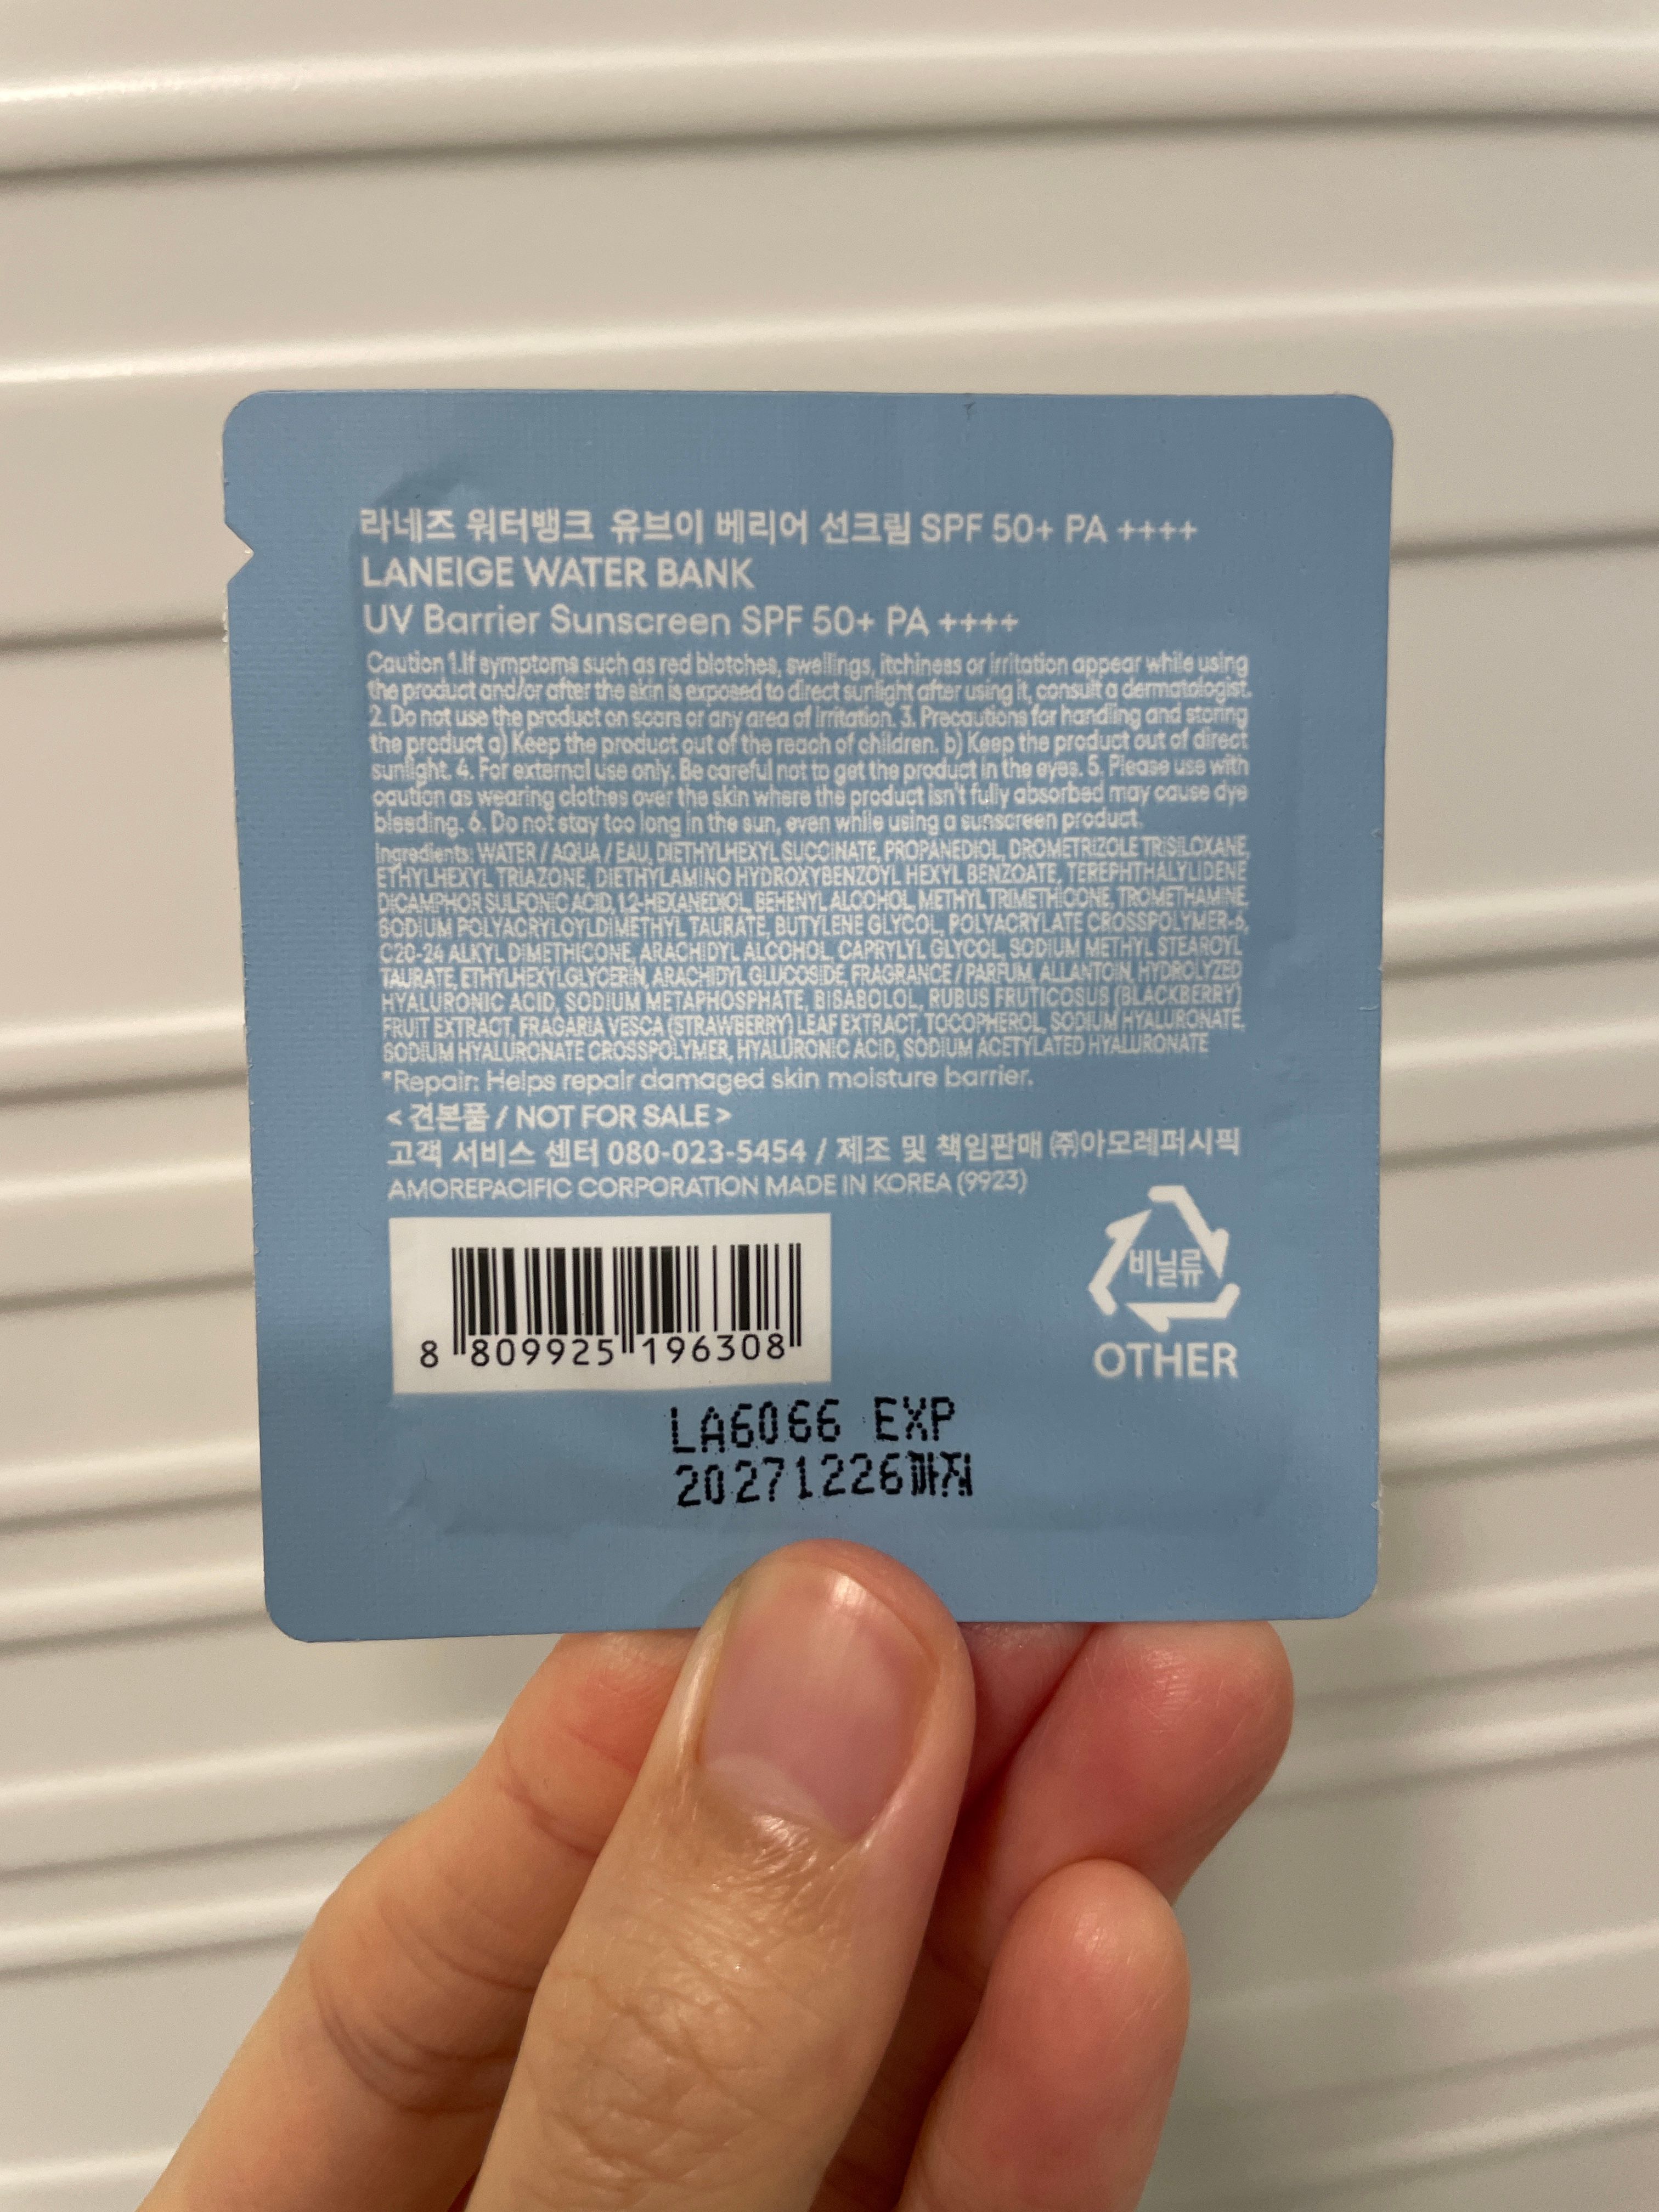 라네즈 워터뱅크 유브이 베리어 선크림 SPF 50+ PA ++++
LANEIGE WATER BANK
UV Barrier Sunscreen SPF 50+ PA ++++
Caution 1.If symptoms such as red blotches, swellings, itchiness or irritation appear while using
the product and/or after the skin is exposed to direct sunlight after using it, consult a dermatologist.
2. Do not use the product on scars or any area of irritation. 3. Precautions for handling and storing
the product a) Keep the product out of the reach of children. b) Keep the product out of direct
sunlight. 4. For external use only. Be careful not to get the product in the eyes. 5. Please use with
caution as wearing clothes over the skin where the product isn't fully absorbed may cause dye
bleeding. 6. Do not stay too long in the sun, even while using a sunscreen product.
Ingredients: WATER / AQUA / EAU, DIETHYLHEXYL SUCCINATE, PROPANEDIOL, DROMETRIZOLE TRISILOXANE,
ETHYLHEXYL TRIAZONE, DIETHYLAMINO HYDROXYBENZOYL HEXYL BENZOATE, TEREPHTHALYLIDENE
DICAMPHOR SULFONIC ACID, 1,2-HEXANEDIOL, BEHENYL ALCOHOL, METHYL TRIMETHICONE, TROMETHAMINE,
SODIUM POLYACRYLOYLDIMETHYL TAURATE, BUTYLENE GLYCOL, POLYACRYLATE CROSSPOLYMER-6,
C20-24 ALKYL DIMETHICONE, ARACHIDYL ALCOHOL, CAPRYLYL GLYCOL, SODIUM METHYL STEAROYL
TAURATE, ETHYLHEXYLGLYCERIN, ARACHIDYL GLUCOSIDE, FRAGRANCE / PARFUM, ALLANTOIN, HYDROLYZED
HYALURONIC ACID, SODIUM METAPHOSPHATE, BISABOLOL, RUBUS FRUTICOSUS (BLACKBERRY)
FRUIT EXTRACT, FRAGARIA VESCA (STRAWBERRY) LEAF EXTRACT, TOCOPHEROL, SODIUM HYALURONATE,
SODIUM HYALURONATE CROSSPOLYMER, HYALURONIC ACID, SODIUM ACETYLATED HYALURONATE
*Repair: Helps repair damaged skin moisture barrier.
< 견본품 / NOT FOR SALE >
고객 서비스 센터 080-023-5454 / 제조 및 책임판매 ㈜아모레퍼시픽
AMOREPACIFIC CORPORATION MADE IN KOREA (9923)
비닐류
OTHER
8 809925 196308
LA6066 EXP
20271226까지